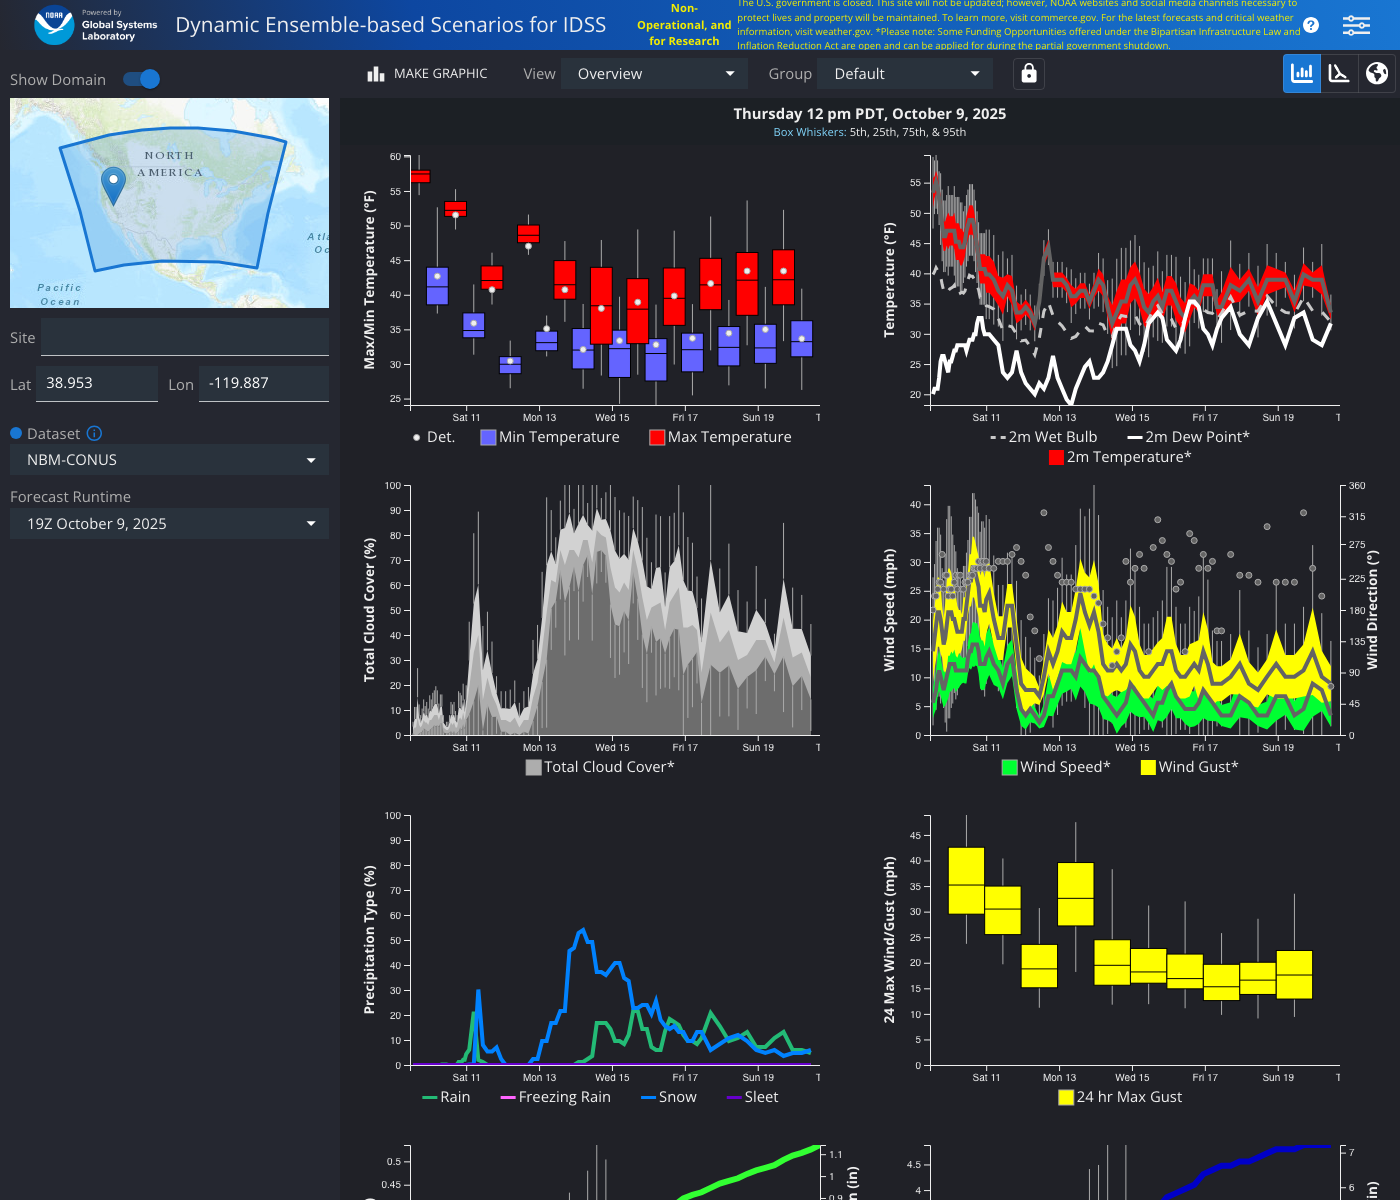 NOAA
Powered by
Global Systems
Laboratory
Dynamic Ensemble-based Scenarios for IDSS
Non-
Operational, and
for Research
The U.S. government is closed. This site will not be updated; however, NOAA websites and social media channels necessary to
protect lives and property will be maintained. To learn more, visit commerce.gov. For the latest forecasts and critical weather
information, visit weather.gov. *Please note: Some Funding Opportunities offered under the Bipartisan Infrastructure Law and
Inflation Reduction Act are open and can be applied for during the partial government shutdown.
?
Show Domain
MAKE GRAPHIC
View
Overview
Group
Default
NORTH
AMERICA
Atla
Oc
Pacific
Ocean
Site
Lat
38.953
Lon
-119.887
Dataset
NBM-CONUS
Forecast Runtime
19Z October 9, 2025
Thursday 12 pm PDT, October 9, 2025
Box Whiskers: 5th, 25th, 75th, & 95th
Max/Min Temperature (°F)
60
55
50
45
40
35
30
25
Sat 11
Mon 13
Wed 15
Fri 17
Sun 19
T
Det.
Min Temperature
Max Temperature
Temperature (°F)
55
50
45
40
35
30
25
20
Sat 11
Mon 13
Wed 15
Fri 17
Sun 19
T
2m Wet Bulb
2m Dew Point*
2m Temperature*
Total Cloud Cover (%)
100
90
80
70
60
50
40
30
20
10
0
Sat 11
Mon 13
Wed 15
Fri 17
Sun 19
T
Total Cloud Cover*
Wind Speed (mph)
40
35
30
25
20
15
10
5
0
360
315
275
225
180
135
90
45
0
Wind Direction (°)
Sat 11
Mon 13
Wed 15
Fri 17
Sun 19
T
Wind Speed*
Wind Gust*
Precipitation Type (%)
100
90
80
70
60
50
40
30
20
10
0
Sat 11
Mon 13
Wed 15
Fri 17
Sun 19
T
Rain
Freezing Rain
Snow
Sleet
24 Max Wind/Gust (mph)
45
40
35
30
25
20
15
10
5
0
Sat 11
Mon 13
Wed 15
Fri 17
Sun 19
T
24 hr Max Gust
0.5
0.45
1.1
1
0.9
(in)
4.5
4
7
6
in)